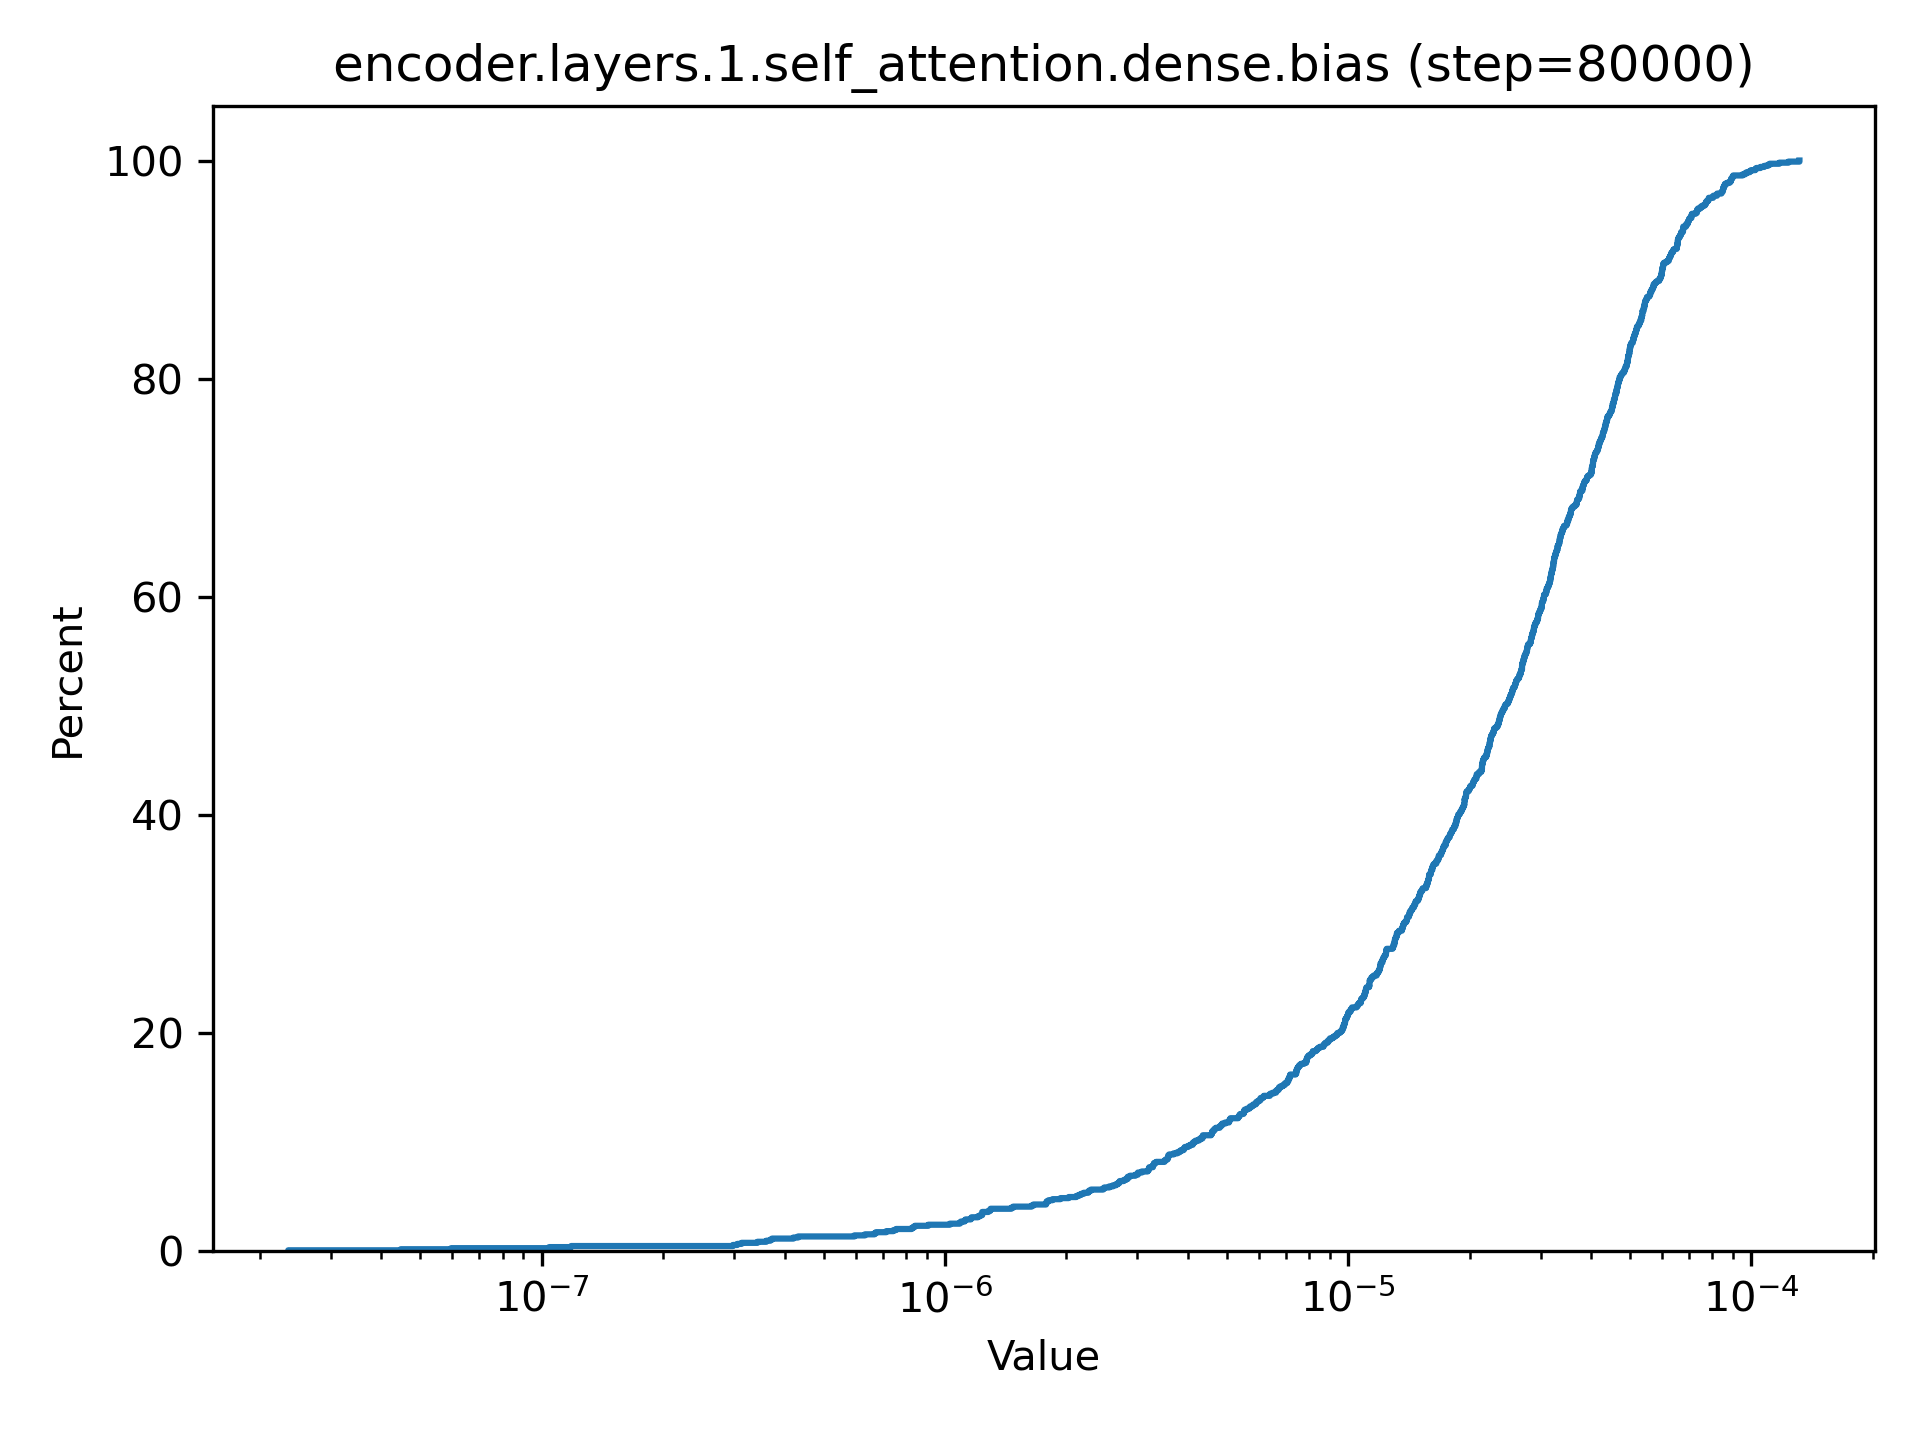 encoder.layers.1.self_attention.dense.bias (step=80000)
100
80
60
40
20
0
Percent
10⁻⁷ 10⁻⁶ 10⁻⁵ 10⁻⁴
Value